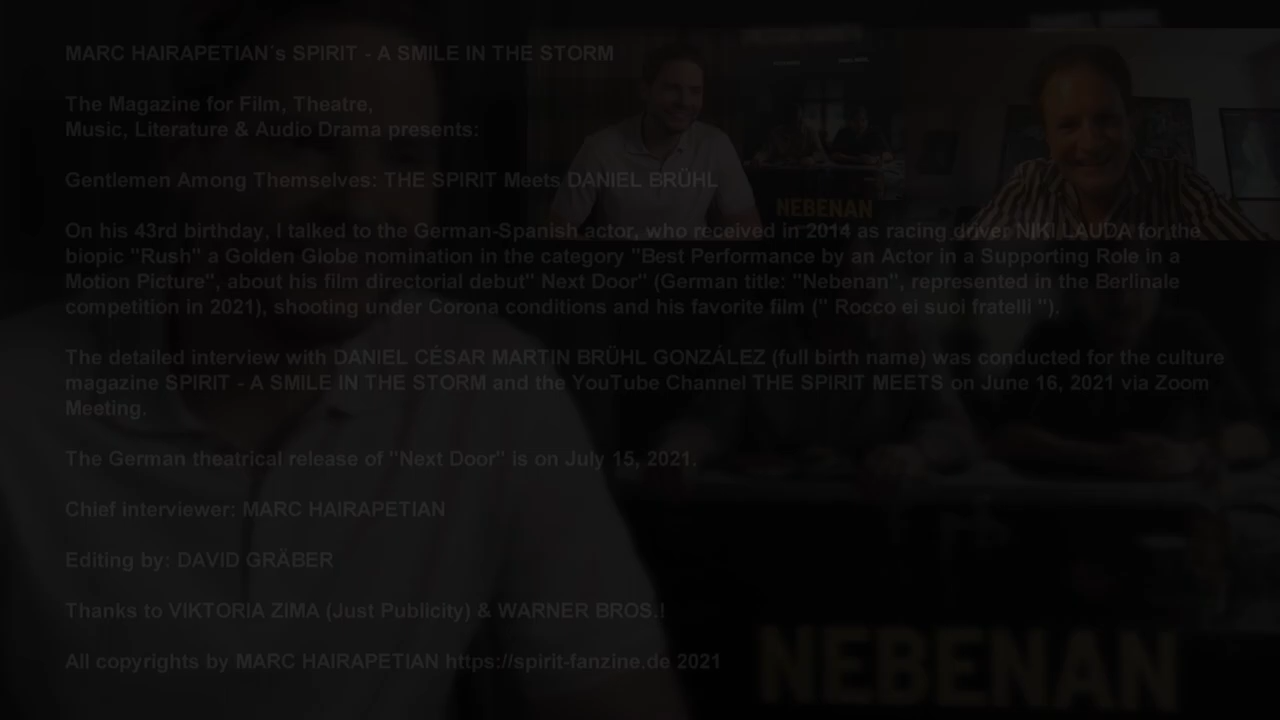 MARC HAIRAPETIAN´s SPIRIT - A SMILE IN THE STORM
The Magazine for Film, Theatre,
Music, Literature & Audio Drama presents:
Gentlemen Among Themselves: THE SPIRIT Meets DANIEL BRÜHL
NEBENAN
On his 43rd birthday, I talked to the German-Spanish actor, who received in 2014 as racing driver NIKI LAUDA for the
biopic "Rush" a Golden Globe nomination in the category "Best Performance by an Actor in a Supporting Role in a
Motion Picture", about his film directorial debut" Next Door" (German title: "Nebenan", represented in the Berlinale
competition in 2021), shooting under Corona conditions and his favorite film (" Rocco ei suoi fratelli ").
The detailed interview with DANIEL CÉSAR MARTIN BRÜHL GONZÁLEZ (full birth name) was conducted for the culture
magazine SPIRIT - A SMILE IN THE STORM and the YouTube Channel THE SPIRIT MEETS on June 16, 2021 via Zoom
Meeting.
The German theatrical release of "Next Door" is on July 15, 2021.
Chief interviewer: MARC HAIRAPETIAN
Editing by: DAVID GRÄBER
Thanks to VIKTORIA ZIMA (Just Publicity) & WARNER BROS.!
All copyrights by MARC HAIRAPETIAN https://spirit-fanzine.de 2021
NEBENAN